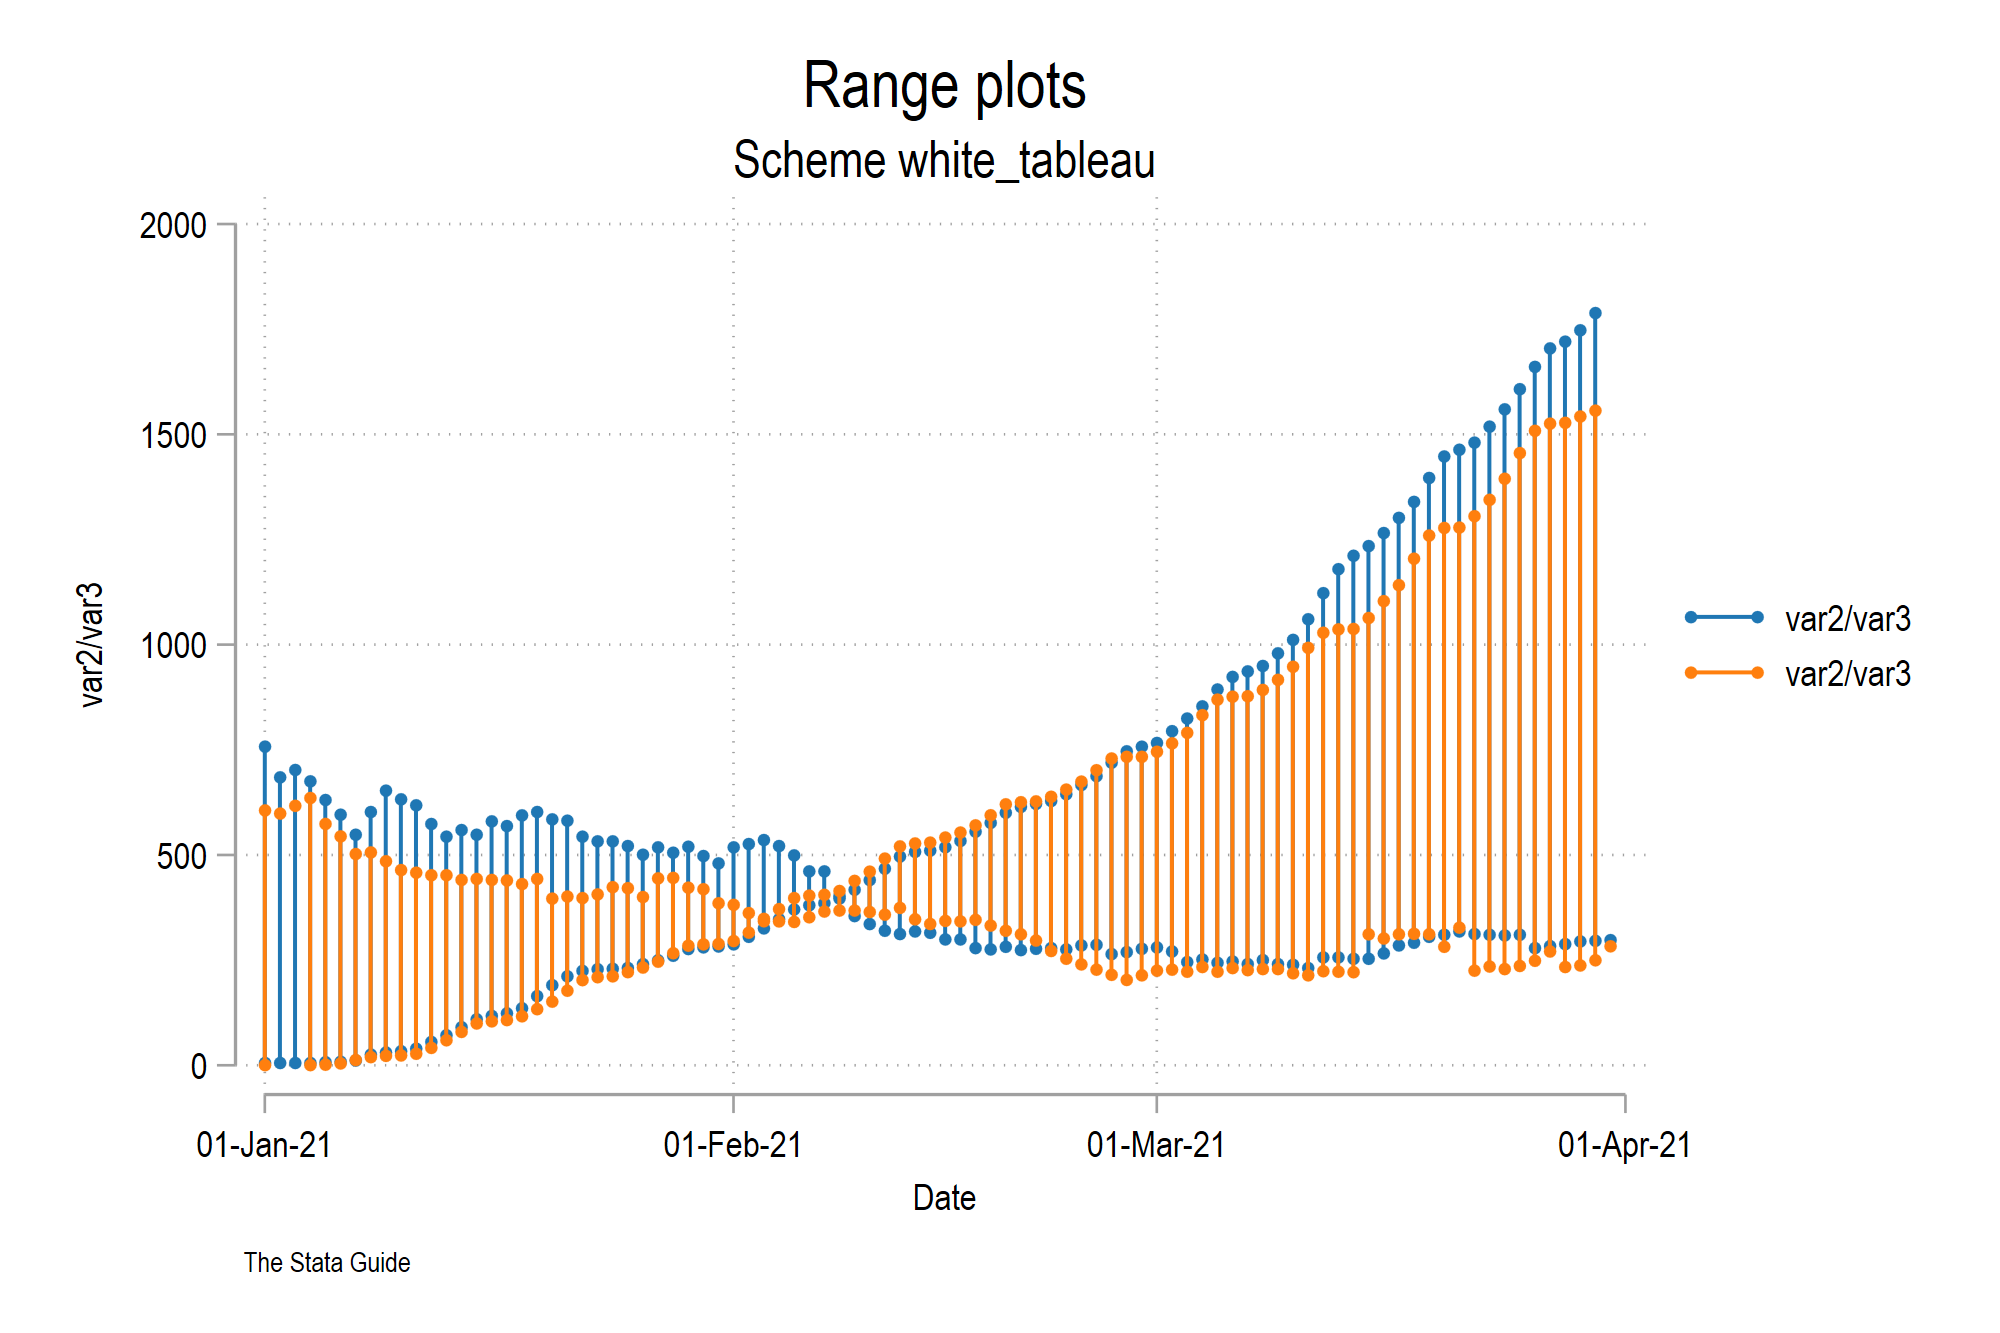 Range plots
Scheme white_tableau
2000
1500
1000
500
0
var2/var3
var2/var3
var2/var3
01-Jan-21
01-Feb-21
01-Mar-21
01-Apr-21
Date
The Stata Guide